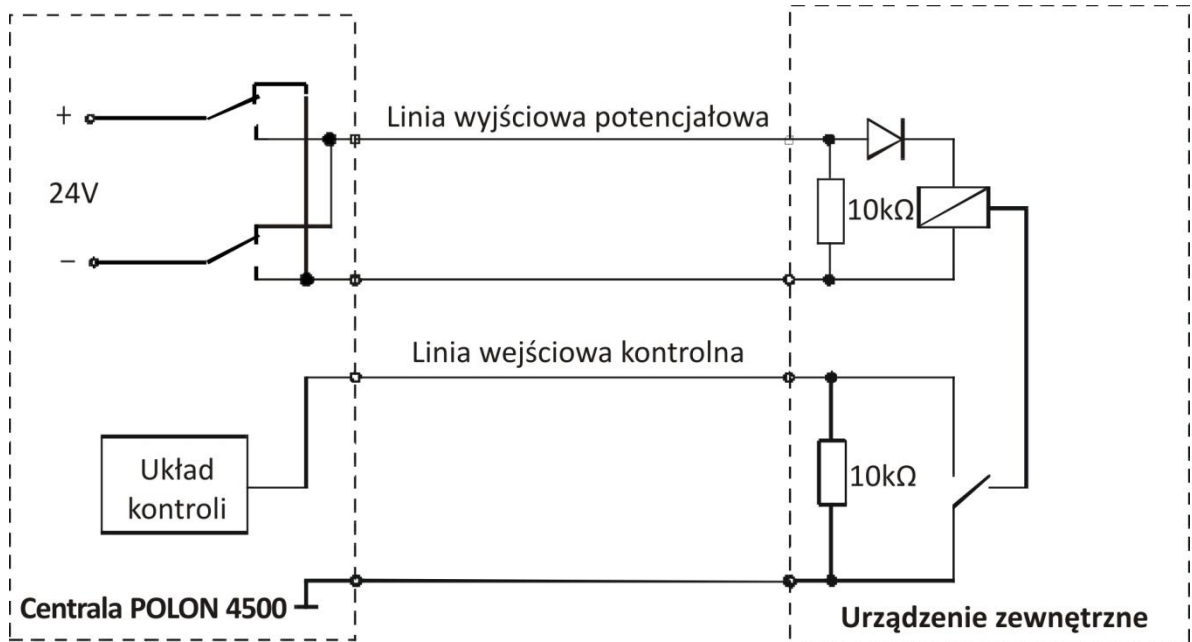 +
Linia wyjściowa potencjałowa
24V
10kΩ
−
Linia wejściowa kontrolna
Układ
kontroli
10kΩ
Centrala POLON 4500
Urządzenie zewnętrzne